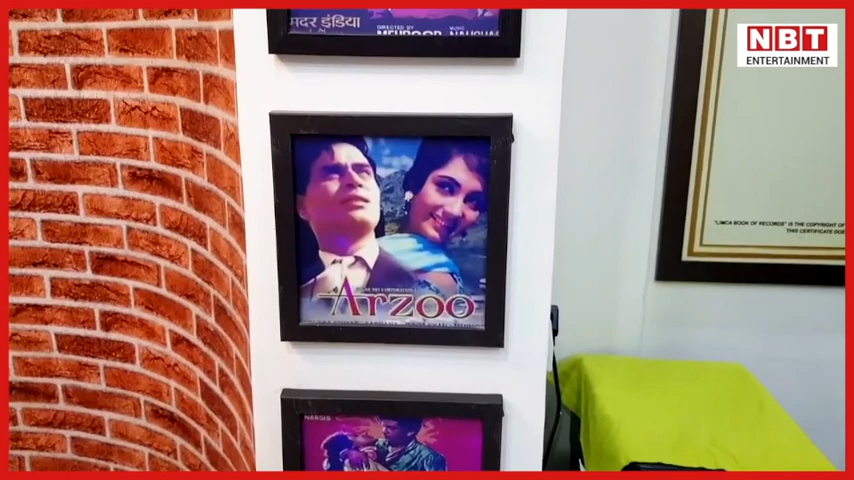 मदर इंडिया
DIRECTED BY
MEHBOOB
MUSIC
NAUSHAD
NBT
ENTERTAINMENT
"LIMCA BOOK OF RECORDS" IS THE COPYRIGHT OF
THIS CERTIFICATE DOE
ARZOO
NARGIS